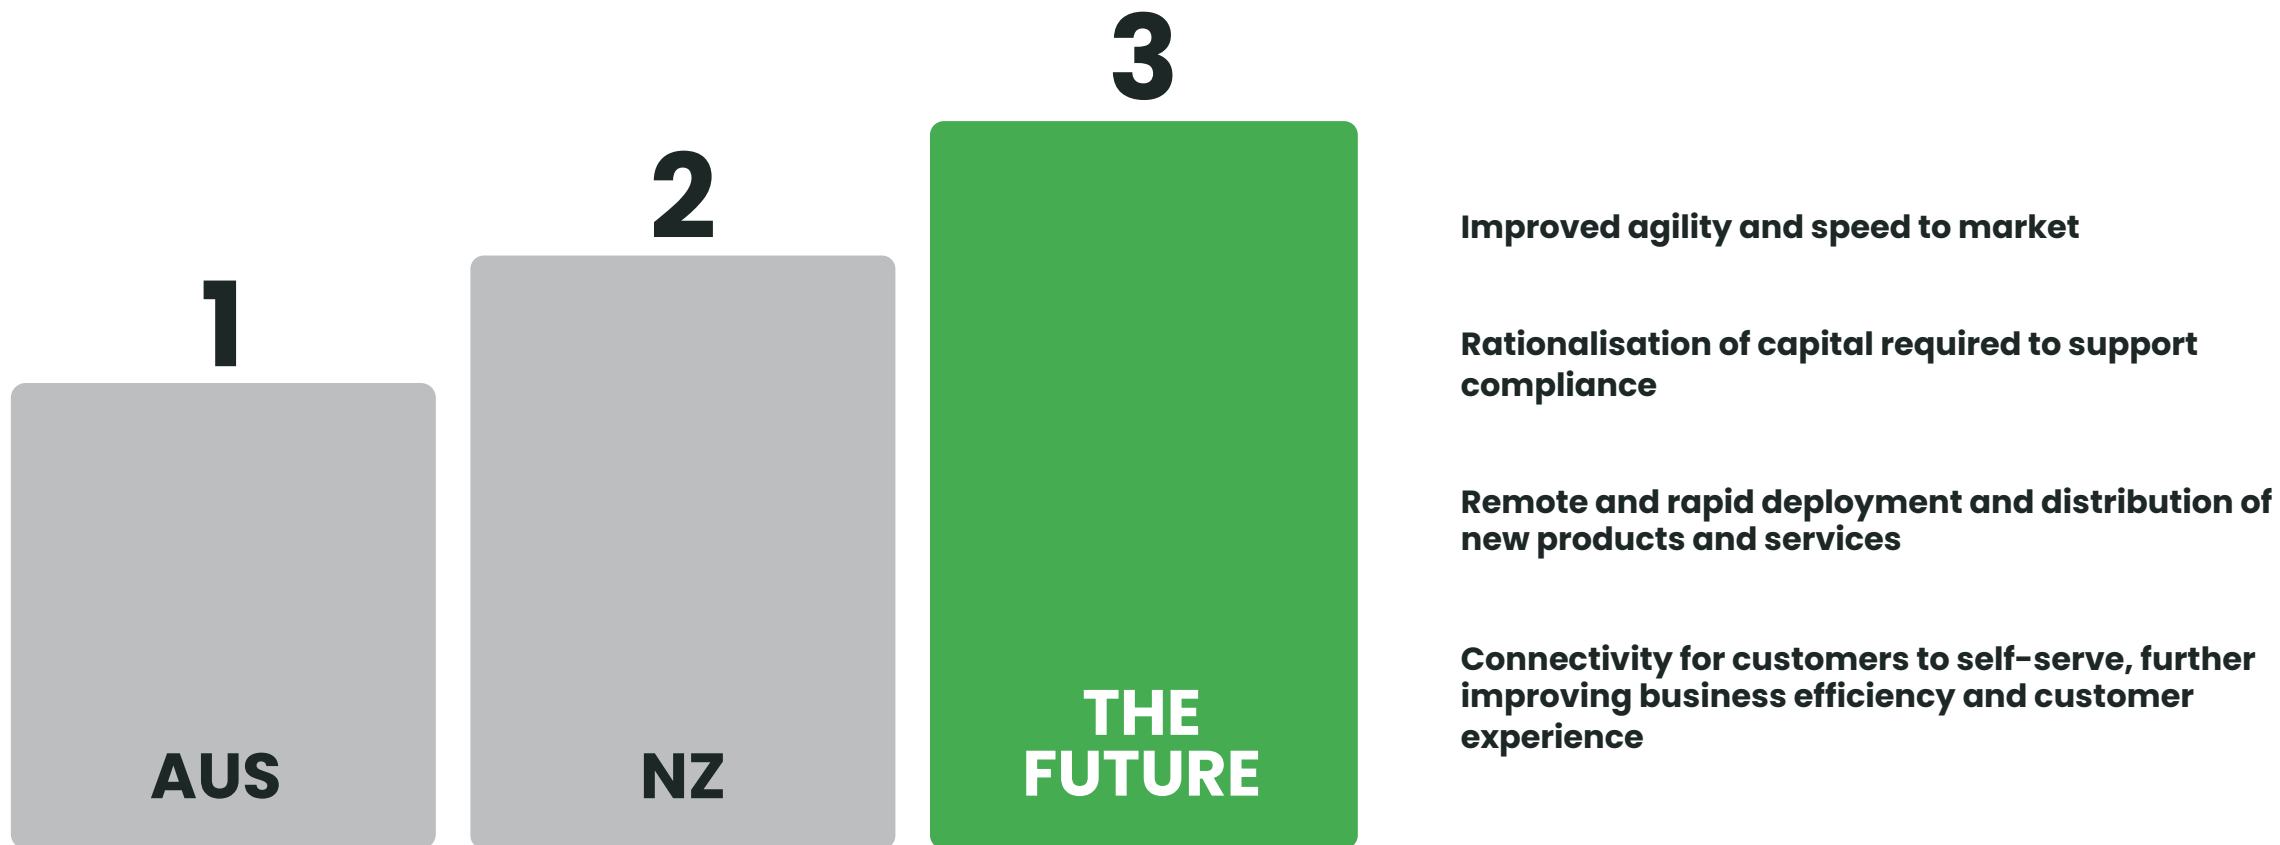 1
AUS
2
NZ
3
THE
FUTURE
Improved agility and speed to market
Rationalisation of capital required to support
compliance
Remote and rapid deployment and distribution of
new products and services
Connectivity for customers to self-serve, further
improving business efficiency and customer
experience